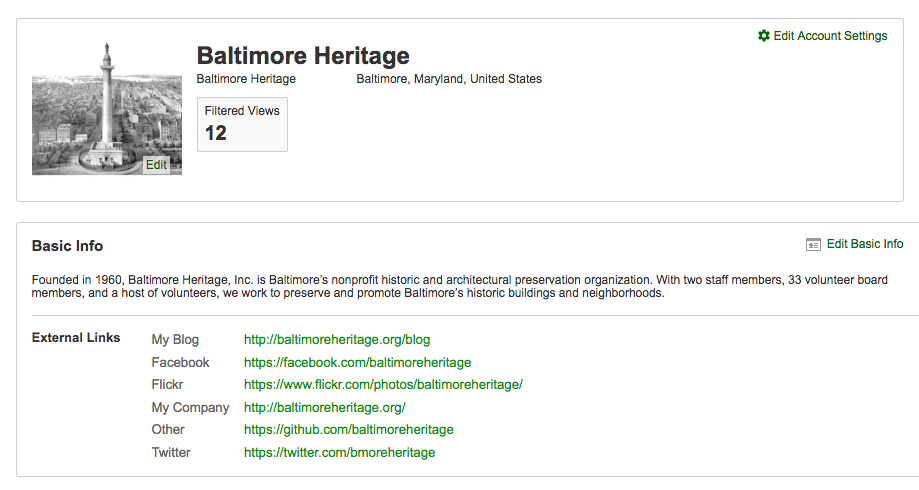 Edit Account Settings
Baltimore Heritage
Baltimore Heritage Baltimore, Maryland, United States
Filtered Views
12
Edit
Basic Info
Edit Basic Info
Founded in 1960, Baltimore Heritage, Inc. is Baltimore's nonprofit historic and architectural preservation organization. With two staff members, 33 volunteer board
members, and a host of volunteers, we work to preserve and promote Baltimore's historic buildings and neighborhoods.
External Links
My Blog http://baltimoreheritage.org/blog
Facebook https://facebook.com/baltimoreheritage
Flickr https://www.flickr.com/photos/baltimoreheritage/
My Company http://baltimoreheritage.org/
Other https://github.com/baltimoreheritage
Twitter https://twitter.com/bmoreheritage